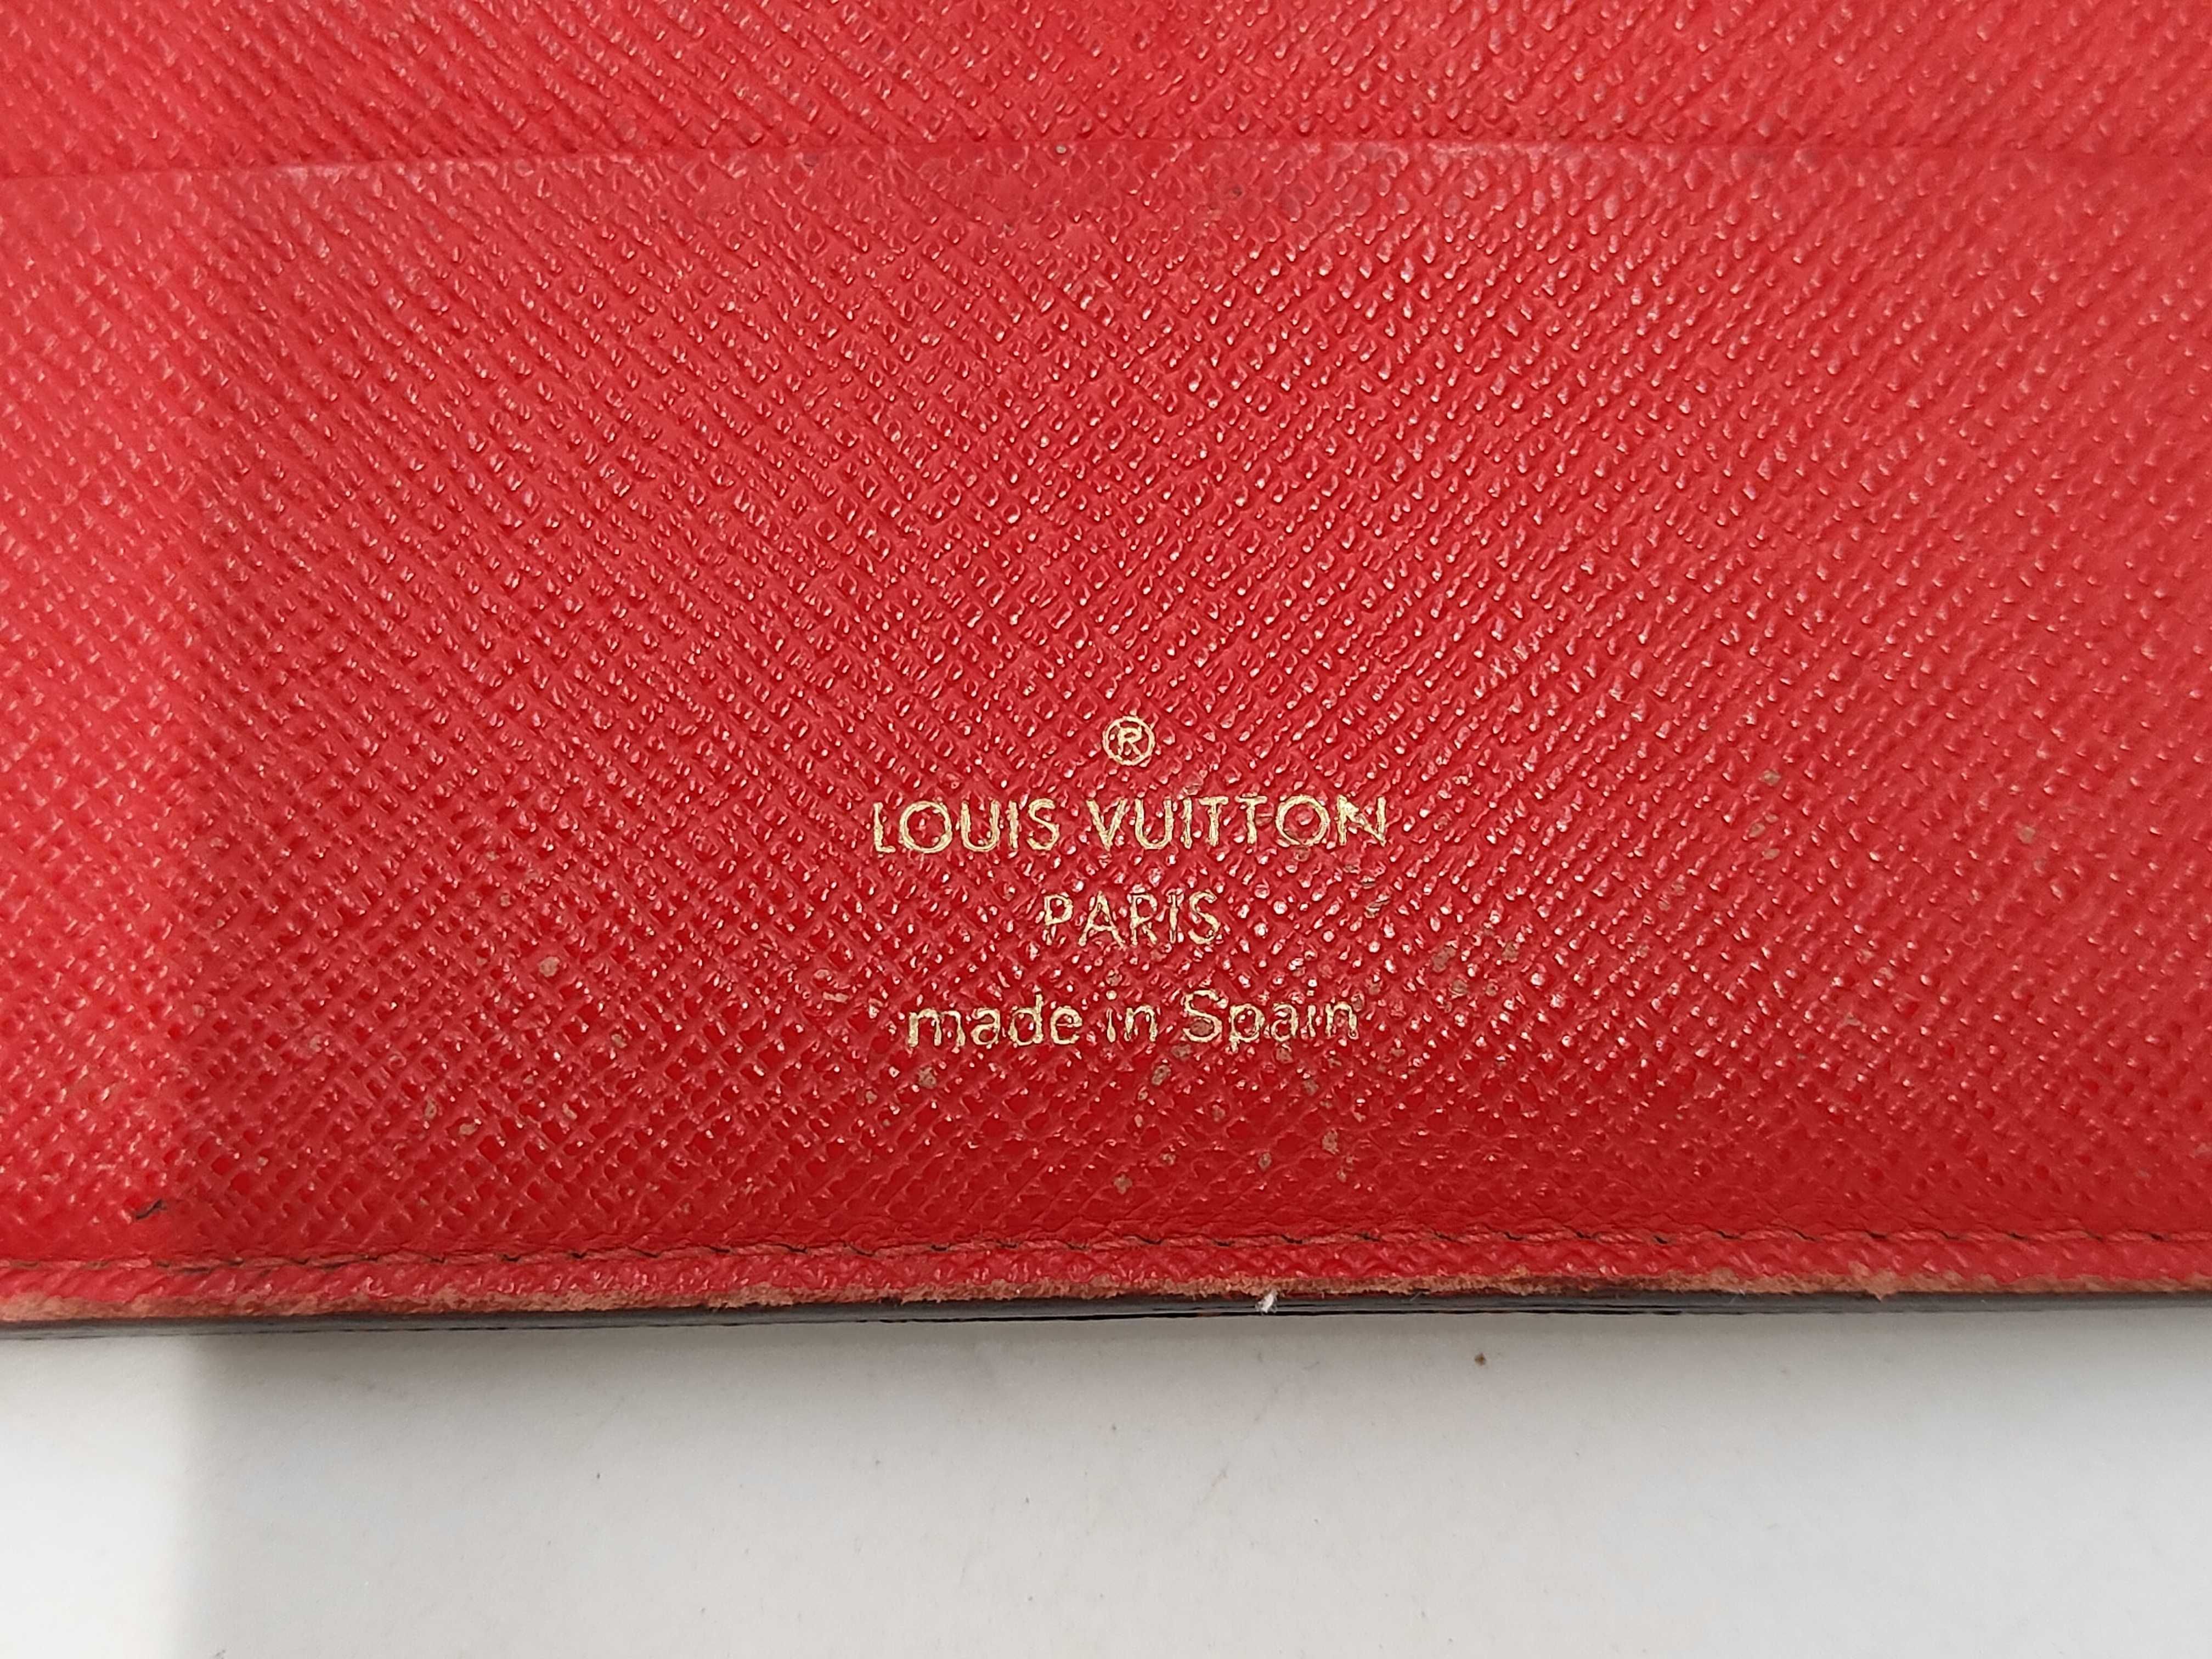 ®
LOUIS VUITTON
PARIS
made in Spain